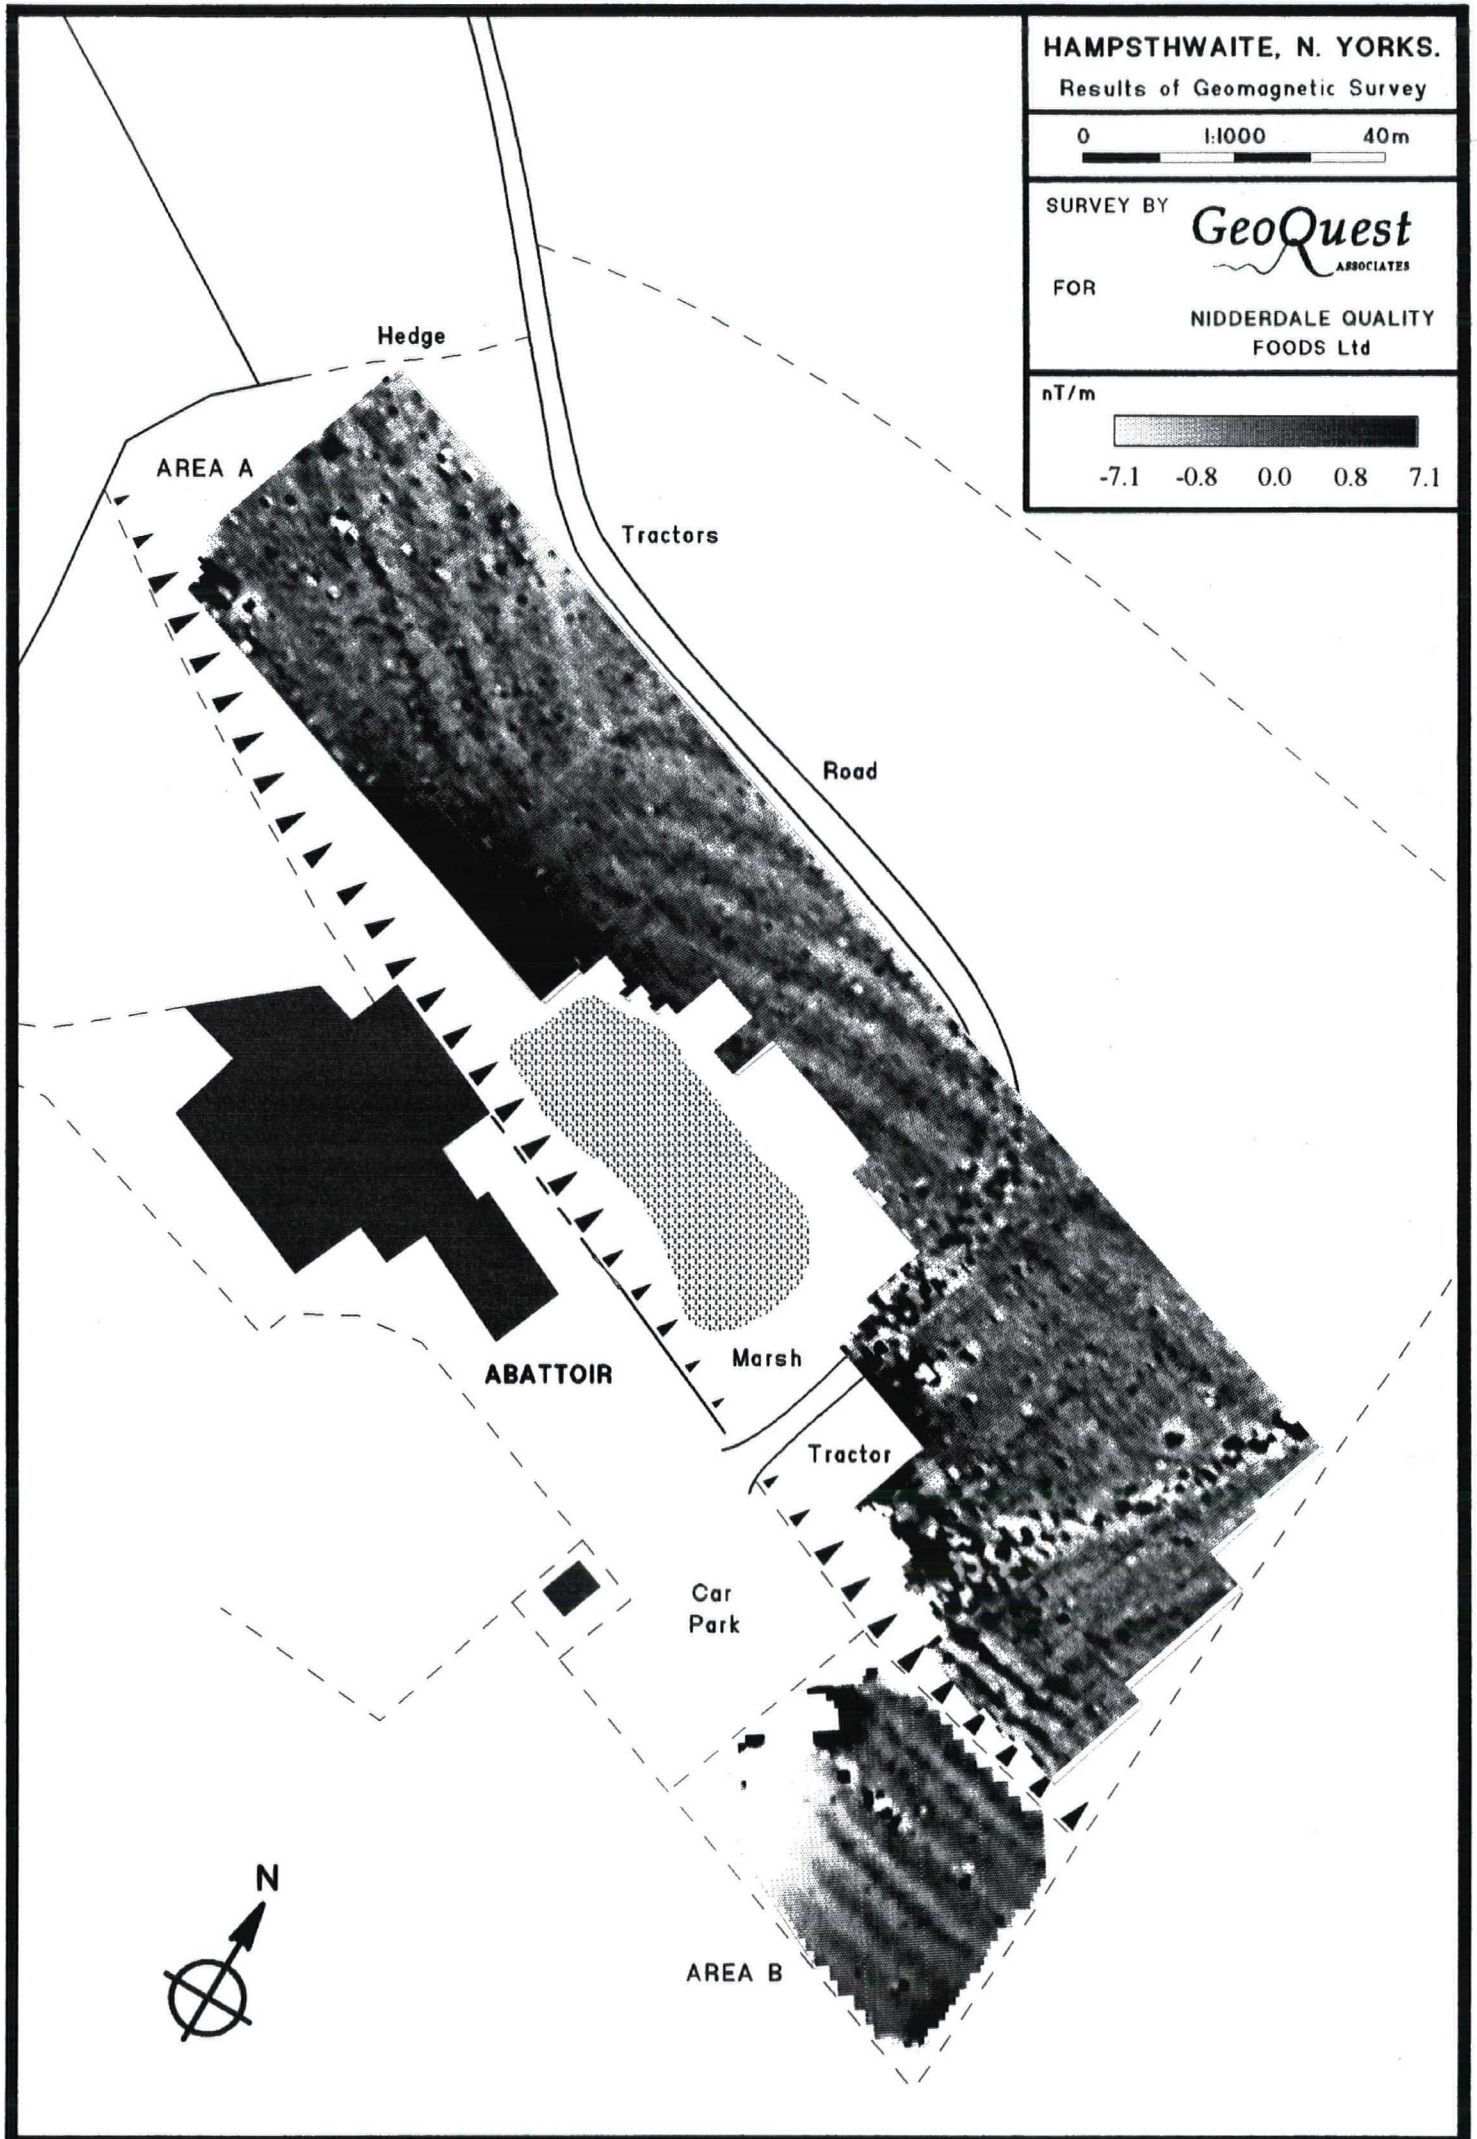 HAMPSTHWAITE, N. YORKS.
Results of Geomagnetic Survey
0 1:1000 40m
SURVEY BY
GeoQuest
ASSOCIATES
FOR
NIDDERDALE QUALITY
FOODS Ltd
nT/m
-7.1 -0.8 0.0 0.8 7.1
Hedge
AREA A
Tractors
Road
Marsh
ABATTOIR
Tractor
Car
Park
N
AREA B